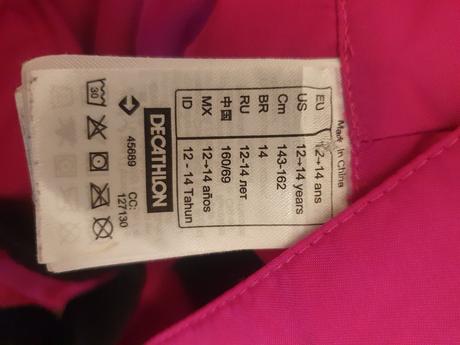 Made in China
EU 12→14 ans
US 12→14 years
Cm 143-162
BR 14
RU 12-14 лет
中国 160/69
MX 12→14 años
ID 12 - 14 Tahun
DECATHLON
45689 CC: 127130
30